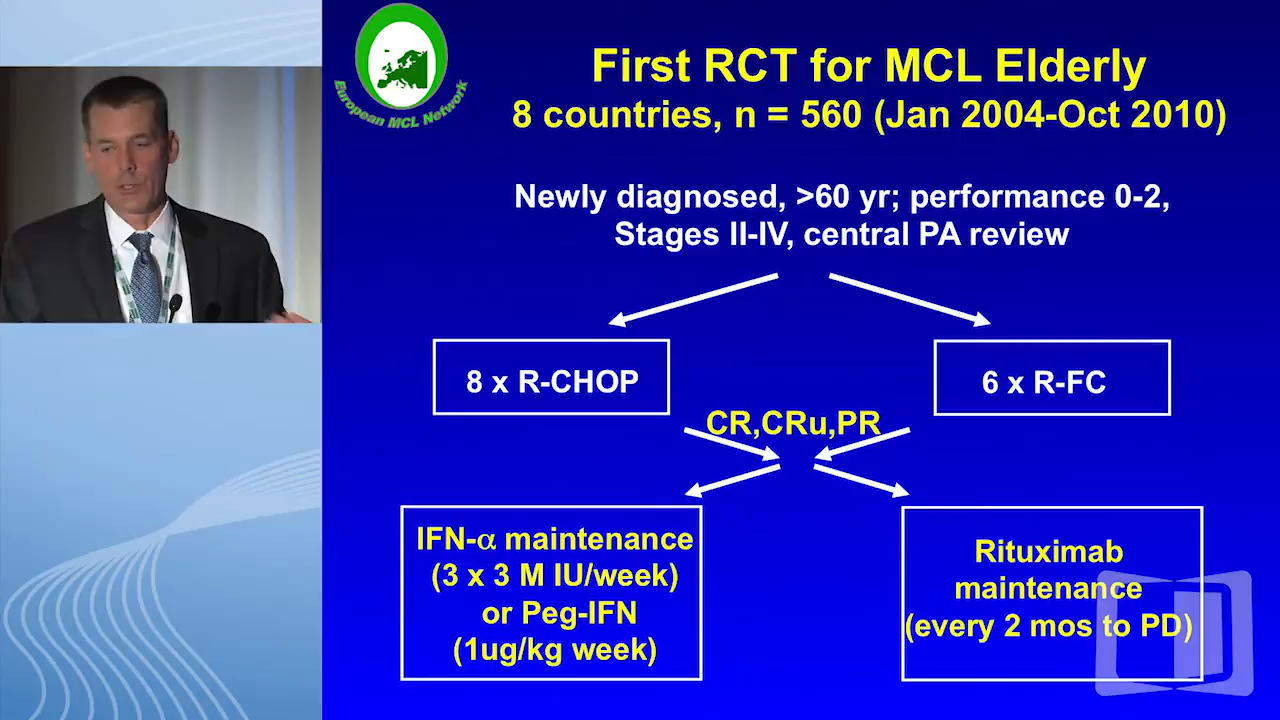 European MCL Network
First RCT for MCL Elderly
8 countries, n = 560 (Jan 2004-Oct 2010)
Newly diagnosed, >60 yr; performance 0-2,
Stages II-IV, central PA review
8 x R-CHOP
6 x R-FC
CR,CRu,PR
IFN-α maintenance
(3 x 3 M IU/week)
or Peg-IFN
(1ug/kg week)
Rituximab
maintenance
(every 2 mos to PD)